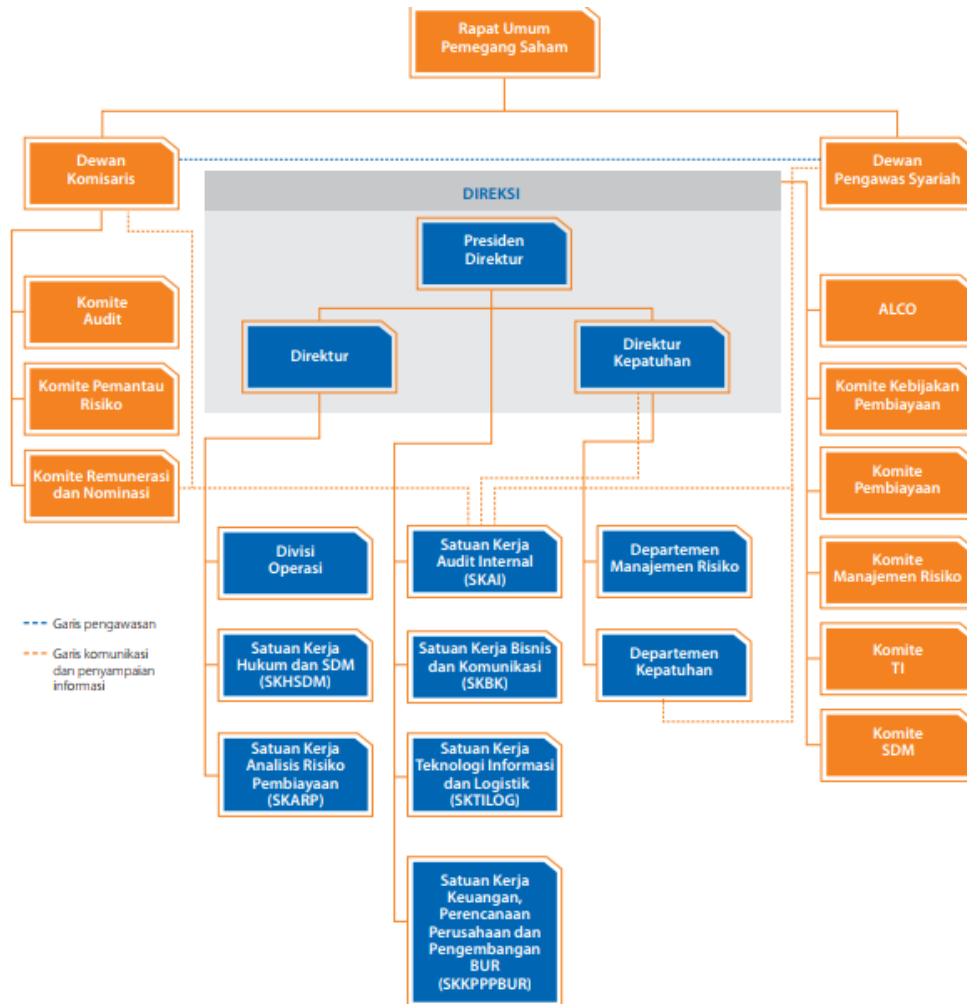 Rapat Umum
Pemegang Saham
Dewan
Komisaris
Dewan
Pengawas Syariah
DIREKSI
Presiden
Direktur
Direktur
Direktur
Kepatuhan
Komite
Audit
Komite Pemantau
Risiko
Komite Remunerasi
dan Nominasi
ALCO
Komite Kebijakan
Pembiayaan
Komite
Pembiayaan
Komite
Manajemen Risiko
Komite
TI
Komite
SDM
Divisi
Operasi
Satuan Kerja
Hukum dan SDM
(SKHSDM)
Satuan Kerja
Analisis Risiko
Pembiayaan
(SKARP)
Satuan Kerja
Audit Internal
(SKAI)
Satuan Kerja Bisnis
dan Komunikasi
(SKBK)
Satuan Kerja
Teknologi Informasi
dan Logistik
(SKTILOG)
Satuan Kerja
Keuangan,
Perencanaan
Perusahaan dan
Pengembangan
BUR
(SKKPPPBUR)
Departemen
Manajemen Risiko
Departemen
Kepatuhan
Garis pengawasan
Garis komunikasi
dan penyampaian
informasi